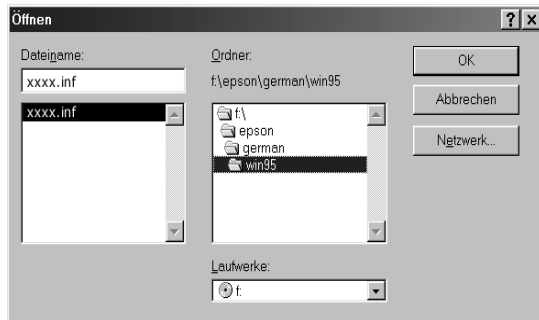 Öffnen
Dateiname:
xxxx.inf
xxxx.inf
Ordner:
f:\epson\german\win95
f:\
epson
german
win95
Laufwerke:
f:
OK
Abbrechen
Netzwerk...